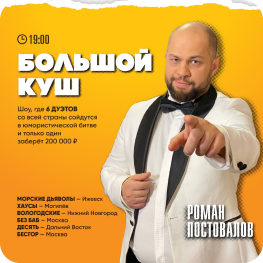 19:00
БОЛЬШОЙ
КУШ
Шоу, где 6 ДУЭТОВ
со всей страны сойдутся
в юмористической битве
и только один
заберёт 200 000 ₽
МОРСКИЕ ДЬЯВОЛЫ — Ижевск
ХАУСЫ — Могилёв
ВОЛОГОДСКИЕ — Нижний Новгород
БЕЗ БАБ — Москва
ДЕСЯТЬ — Дальний Восток
БЕСГОР — Москва
РОМАН
ПОСТОВАЛОВ